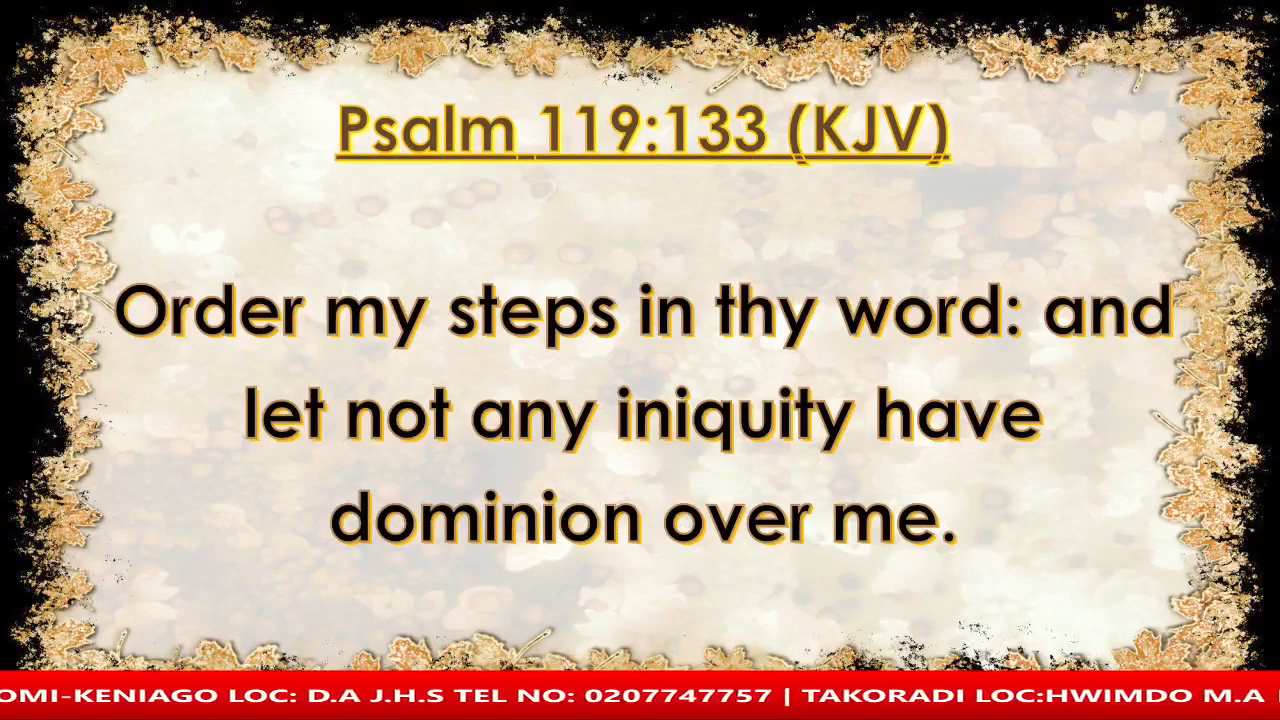 Psalm 119:133 (KJV)
Order my steps in thy word: and
let not any iniquity have
dominion over me.
OMI-KENIAGO LOC: D.A J.H.S TEL NO: 0207747757 | TAKORADI LOC:HWIMDO M.A